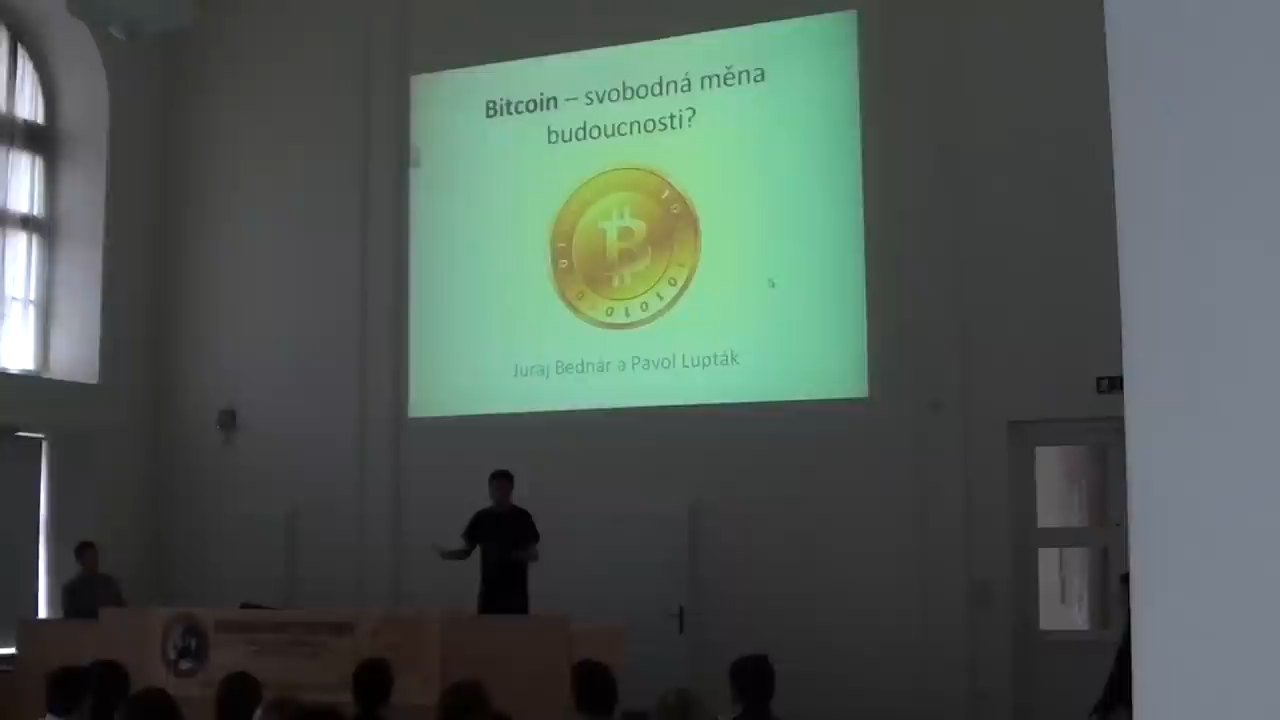 Bitcoin – svobodná měna
budoucnosti?
Juraj Bednár a Pavol Lupták